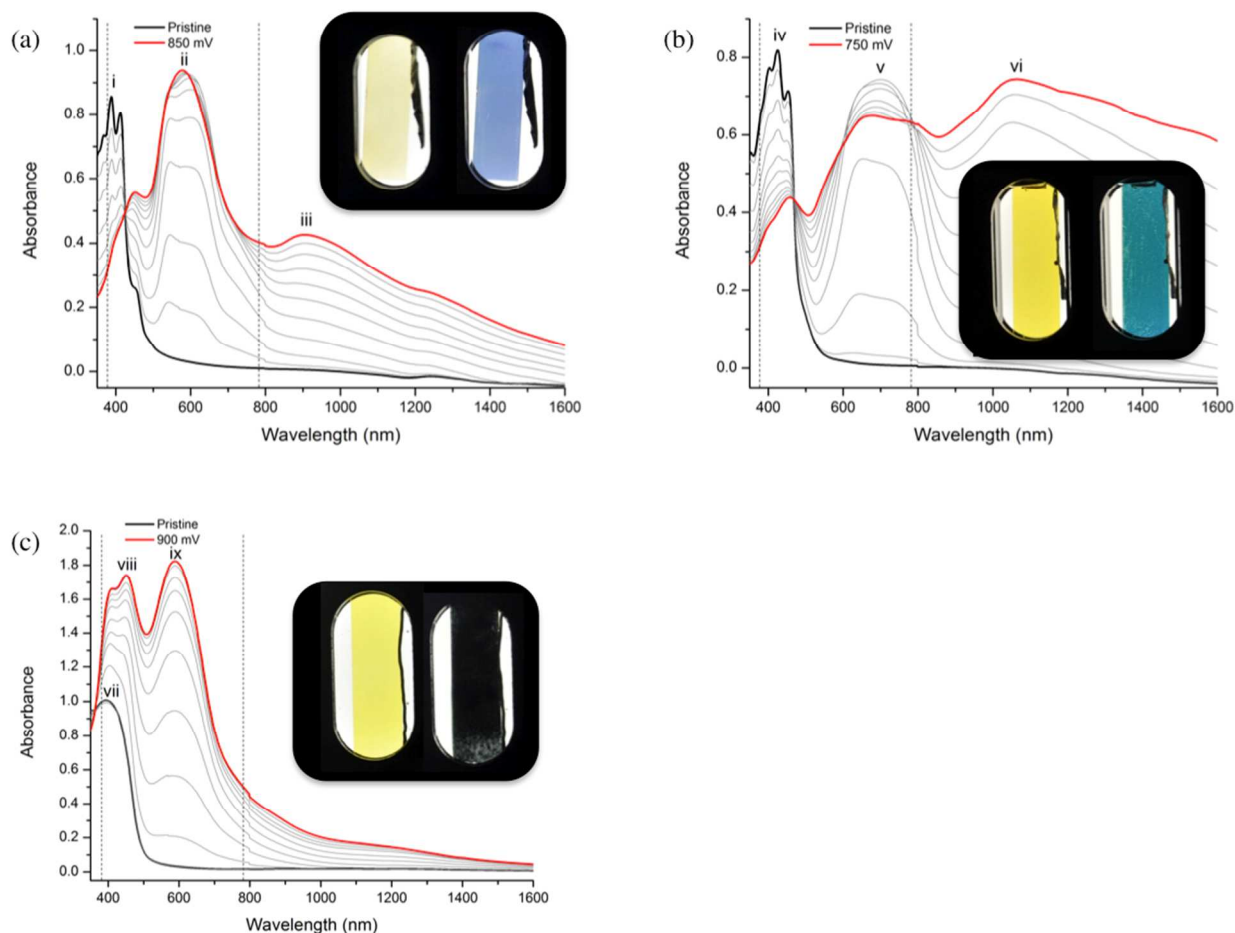 (a)
Pristine
850 mV
i
ii
iii
1.0
0.8
0.6
0.4
0.2
0.0
Absorbance
400 600 800 1000 1200 1400 1600
Wavelength (nm)
(b)
Pristine
750 mV
iv
v
vi
0.8
0.6
0.4
0.2
0.0
Absorbance
400 600 800 1000 1200 1400 1600
Wavelength (nm)
(c)
Pristine
900 mV
vii
viii
ix
2.0
1.8
1.6
1.4
1.2
1.0
0.8
0.6
0.4
0.2
0.0
Absorbance
400 600 800 1000 1200 1400 1600
Wavelength (nm)